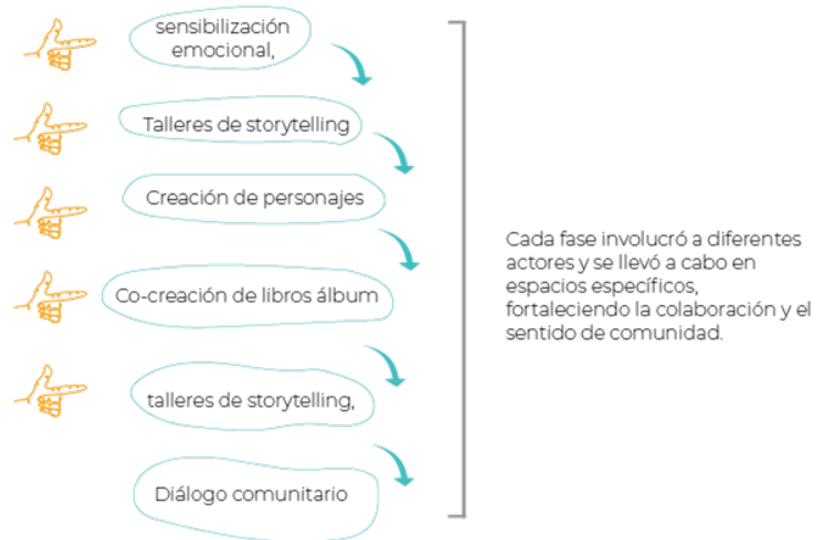 sensibilización
emocional,
Talleres de storytelling
Creación de personajes
Co-creación de libros álbum
talleres de storytelling,
Diálogo comunitario
Cada fase involucró a diferentes
actores y se llevó a cabo en
espacios específicos,
fortaleciendo la colaboración y el
sentido de comunidad.